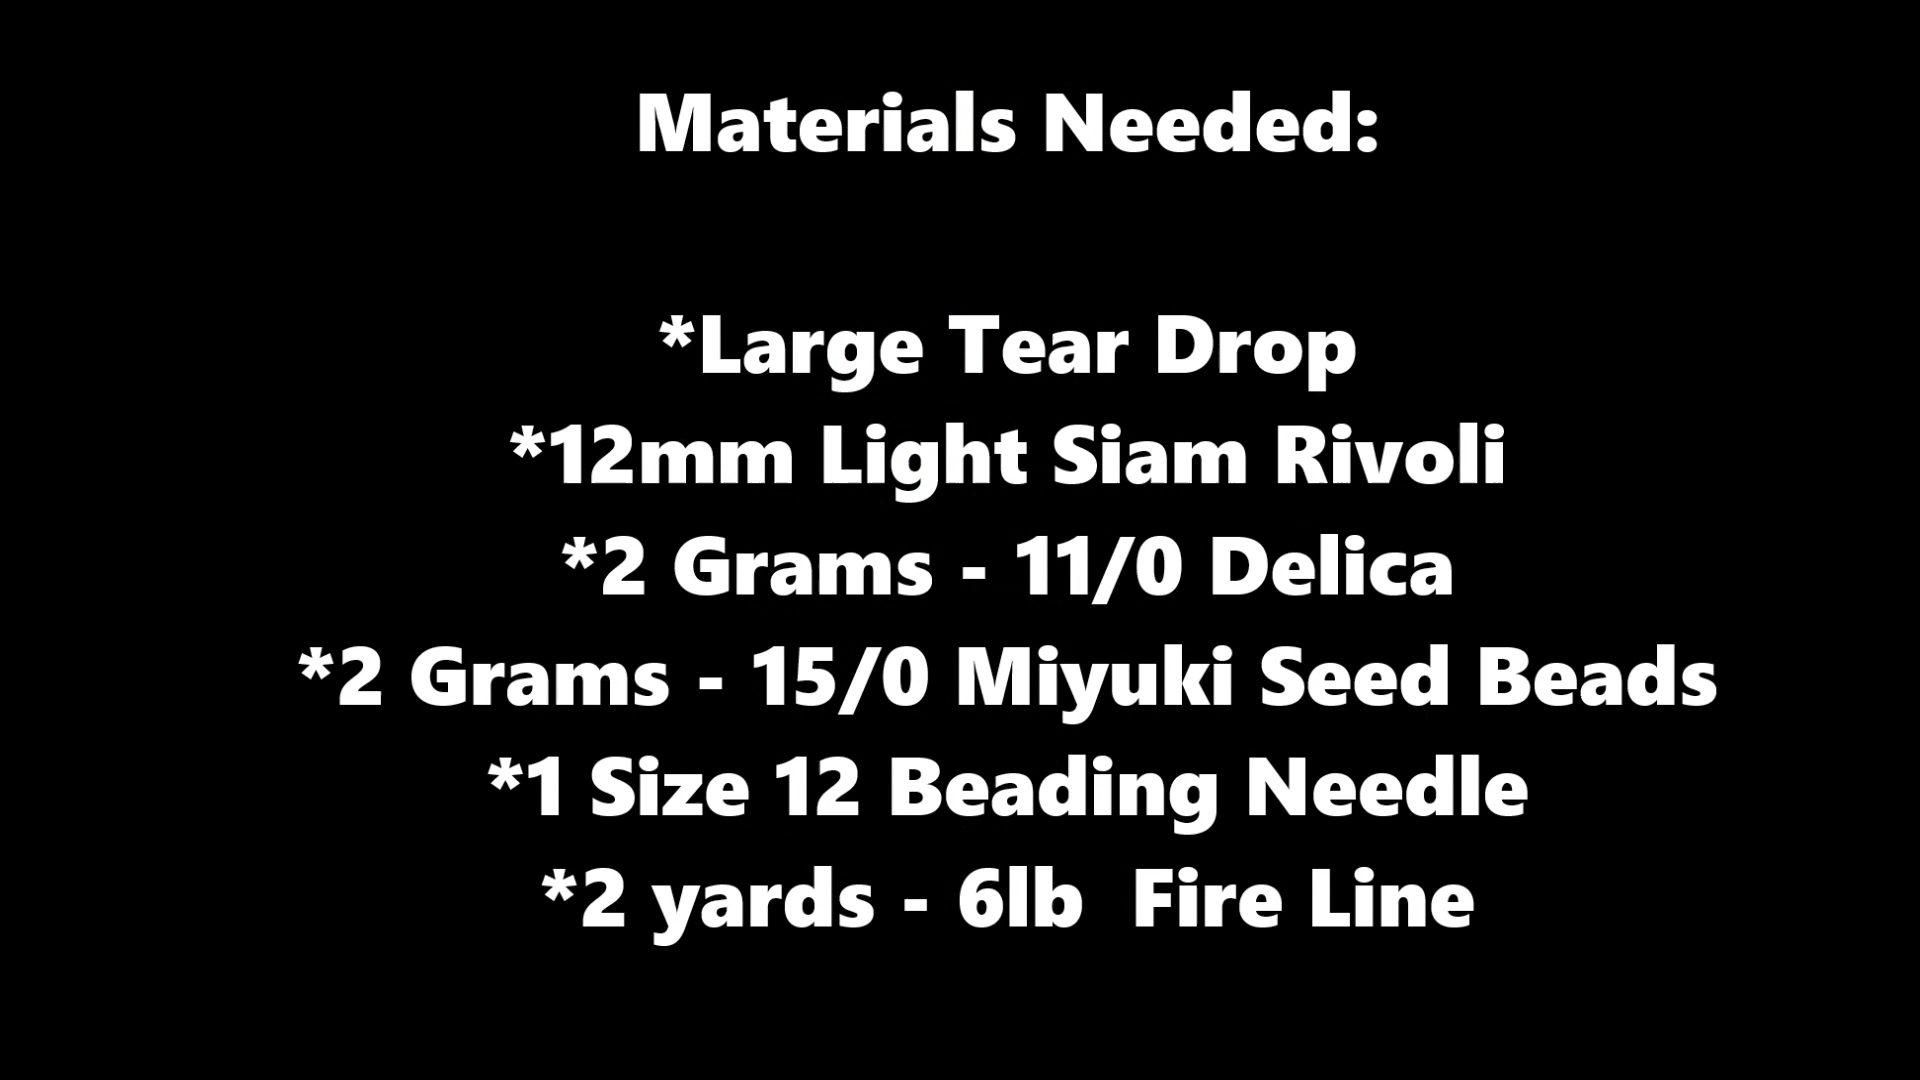 Materials Needed:
*Large Tear Drop
*12mm Light Siam Rivoli
*2 Grams - 11/0 Delica
*2 Grams - 15/0 Miyuki Seed Beads
*1 Size 12 Beading Needle
*2 yards - 6lb  Fire Line